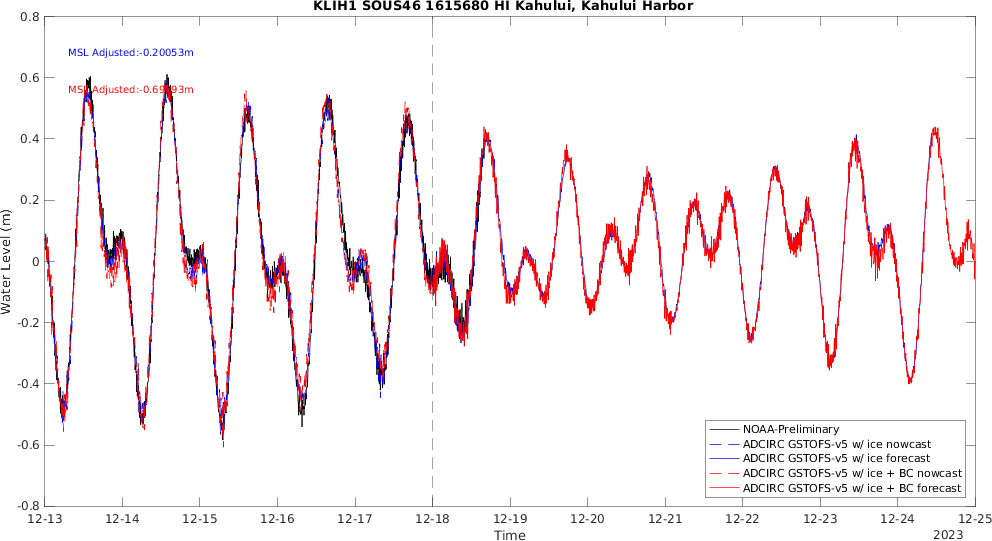 KLIH1 SOUS46 1615680 HI Kahului, Kahului Harbor
0.8
0.6
0.4
0.2
0
-0.2
-0.4
-0.6
-0.8
Water Level (m)
MSL Adjusted:-0.20053m
MSL
NOAA-Preliminary
ADCIRC GSTOFS-v5 w/ ice nowcast
ADCIRC GSTOFS-v5 w/ ice forecast
ADCIRC GSTOFS-v5 w/ ice + BC nowcast
ADCIRC GSTOFS-v5 w/ ice + BC forecast
12-13 12-14 12-15 12-16 12-17 12-18 12-19 12-20 12-21 12-22 12-23 12-24 12-25
Time
2023